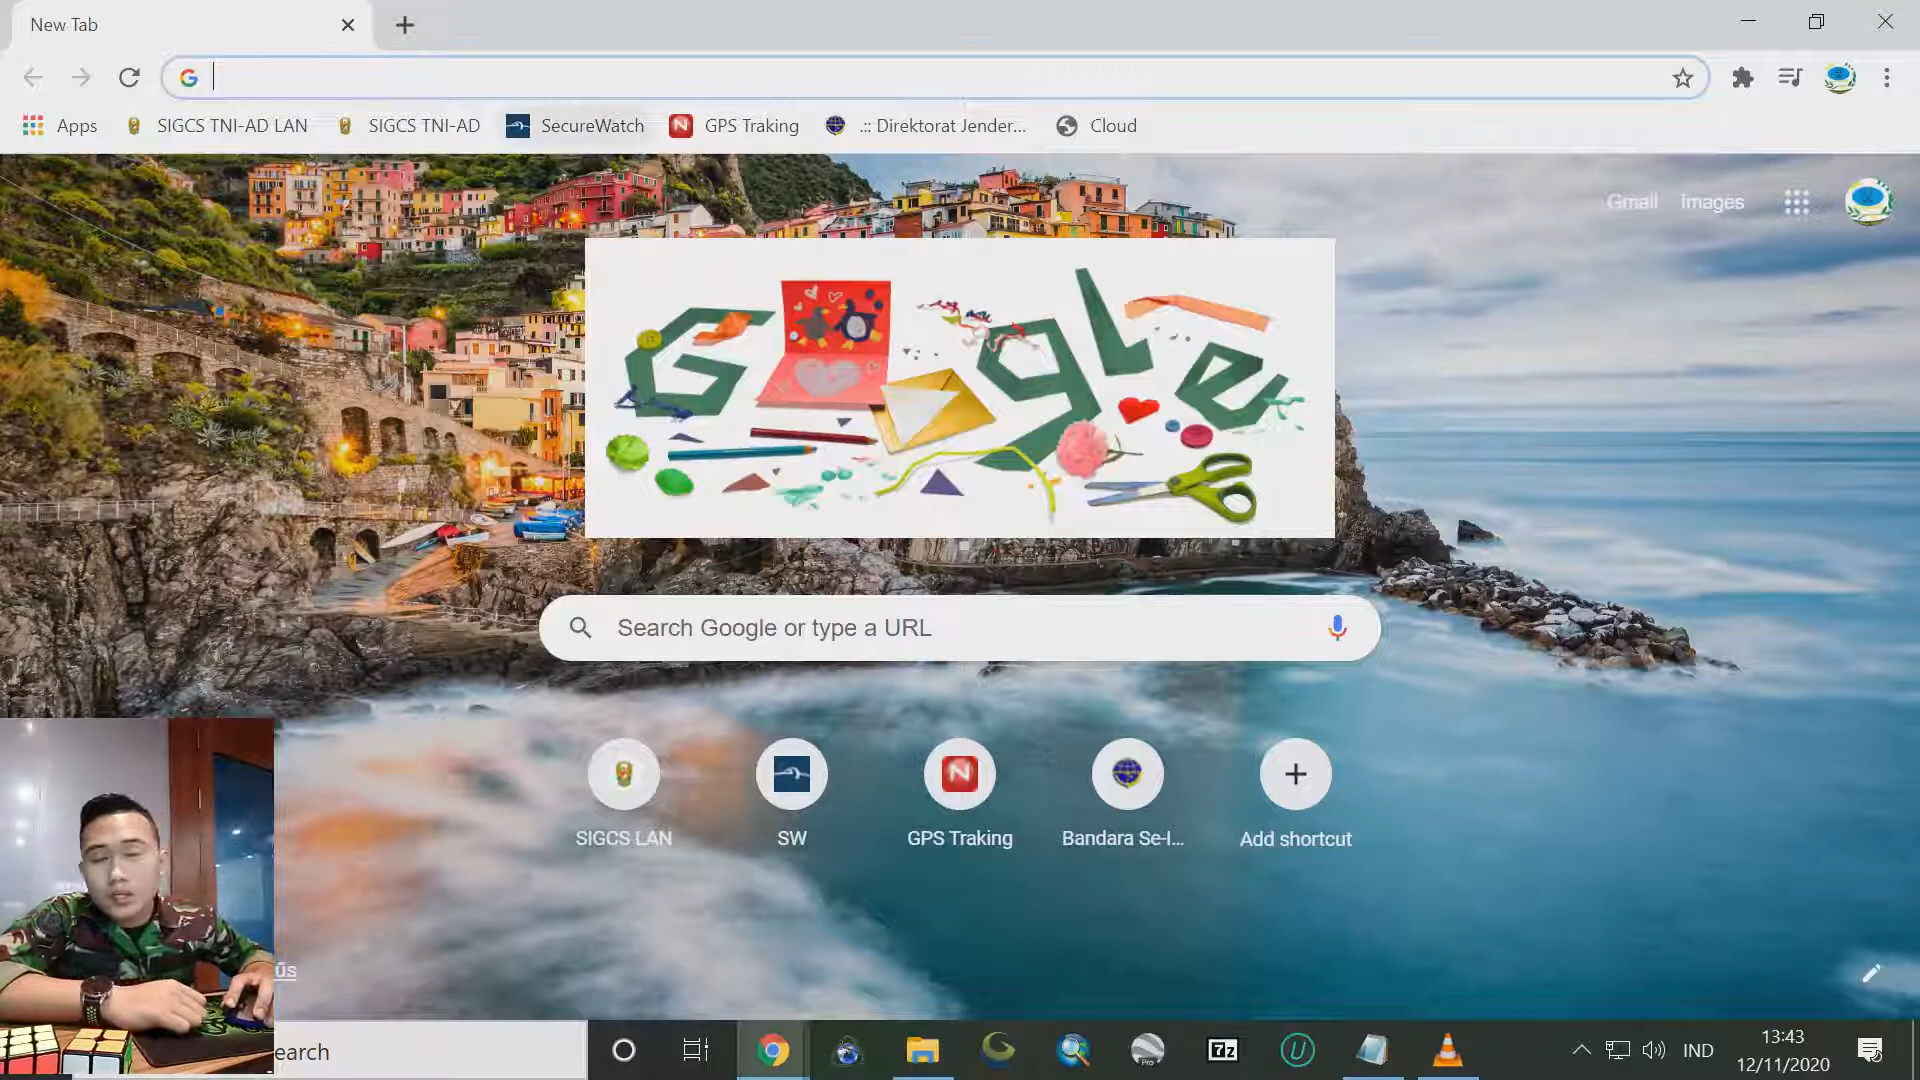 New Tab
Apps
SIGCS TNI-AD LAN
SIGCS TNI-AD
SecureWatch
GPS Traking
.:: Direktorat Jender...
Cloud
Gmail
Images
Search Google or type a URL
SIGCS LAN
SW
GPS Traking
Bandara Se-I...
Add shortcut
earch
Pro
7z
IND
13:43
12/11/2020